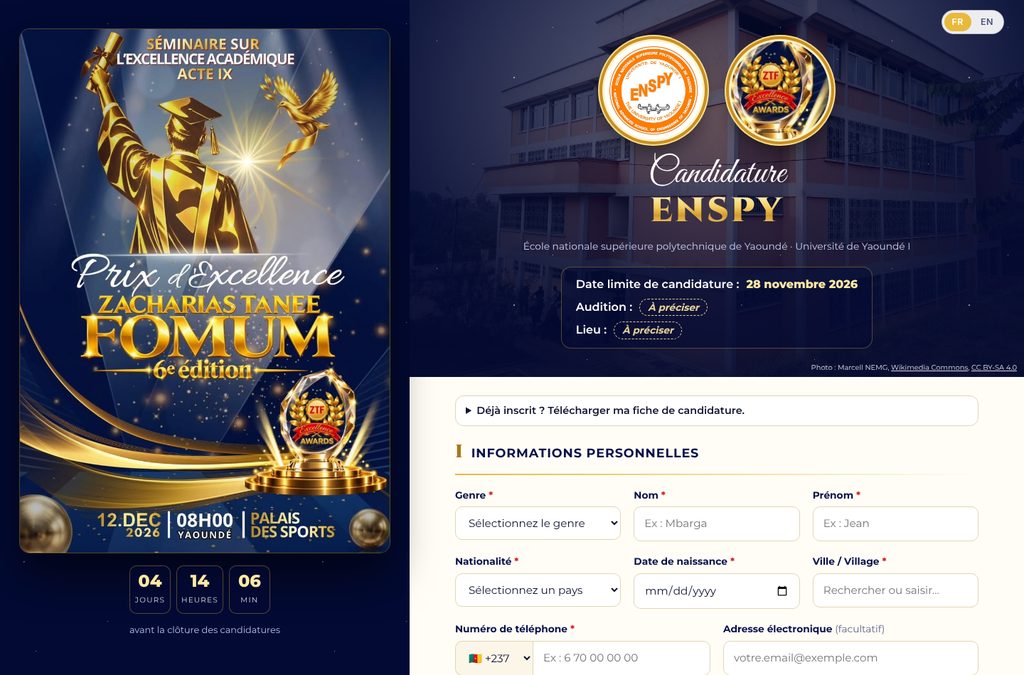 SÉMINAIRE SUR
L'EXCELLENCE ACADÉMIQUE
ACTE IX
Prix d'Excellence
ZACHARIAS TANEE
FOMUM
6e édition
ZTF
Excellence
AWARDS
12.DEC
2026
08H00
YAOUNDÉ
PALAIS
DES SPORTS
04
JOURS
14
HEURES
06
MIN
avant la clôture des candidatures
FR EN
ENSPY
ZTF
Excellence
AWARDS
Candidature
ENSPY
École nationale supérieure polytechnique de Yaoundé · Université de Yaoundé I
Date limite de candidature : 28 novembre 2026
Audition : À préciser
Lieu : À préciser
Photo : Marcell NEMG, Wikimedia Commons, CC BY-SA 4.0
Déjà inscrit ? Télécharger ma fiche de candidature.
I INFORMATIONS PERSONNELLES
Genre * Nom * Prénom *
Sélectionnez le genre Ex : Mbarga Ex : Jean
Nationalité * Date de naissance * Ville / Village *
Sélectionnez un pays mm/dd/yyyy Rechercher ou saisir...
Numéro de téléphone * Adresse électronique (facultatif)
+237 Ex : 6 70 00 00 00 votre.email@exemple.com